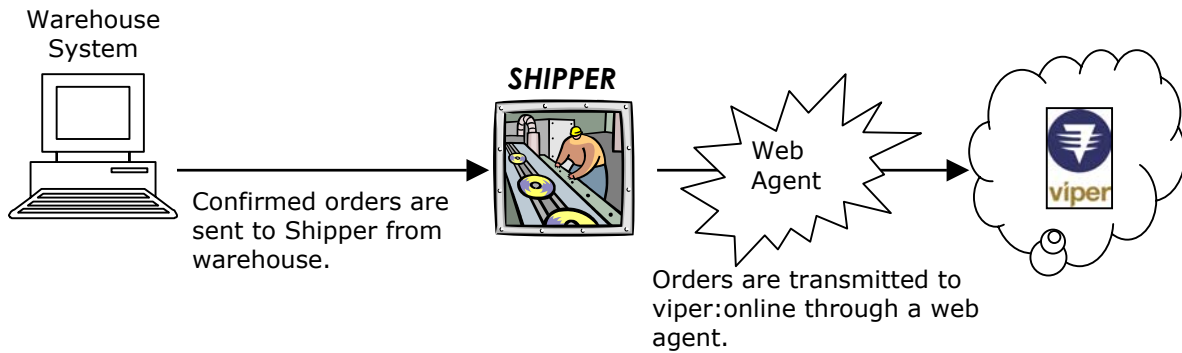 Warehouse
System
SHIPPER
Confirmed orders are
sent to Shipper from
warehouse.
Web
Agent
Orders are transmitted to
viper:online through a web
agent.
viper